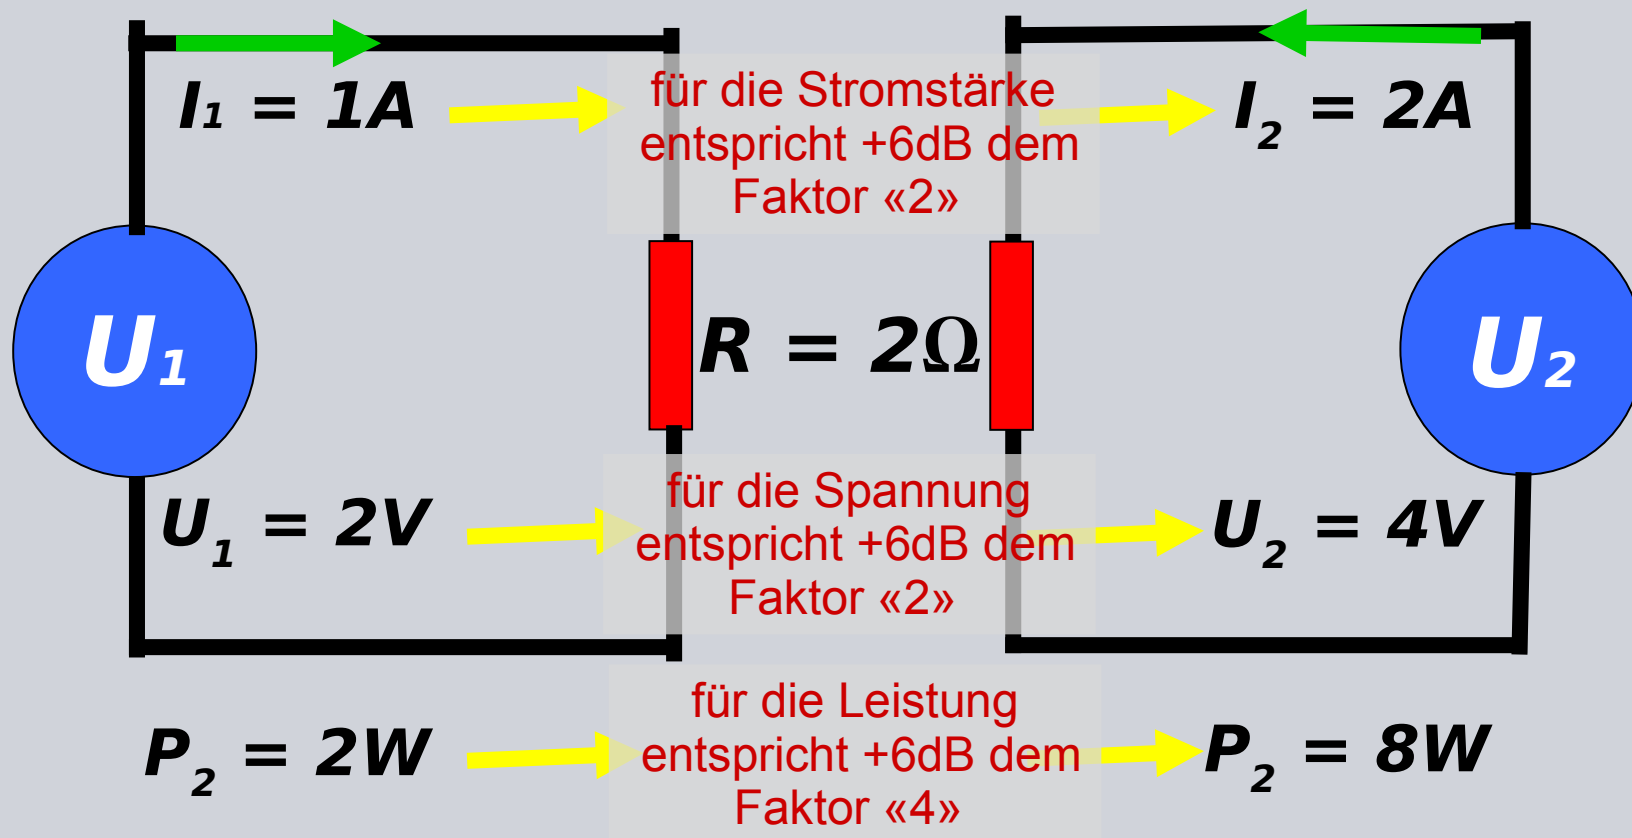 I₁ = 1A
für die Stromstärke
entspricht +6dB dem
Faktor «2»
I₂ = 2A
U₁
R = 2Ω
U₂
U₁ = 2V
für die Spannung
entspricht +6dB dem
Faktor «2»
U₂ = 4V
P₂ = 2W
für die Leistung
entspricht +6dB dem
Faktor «4»
P₂ = 8W